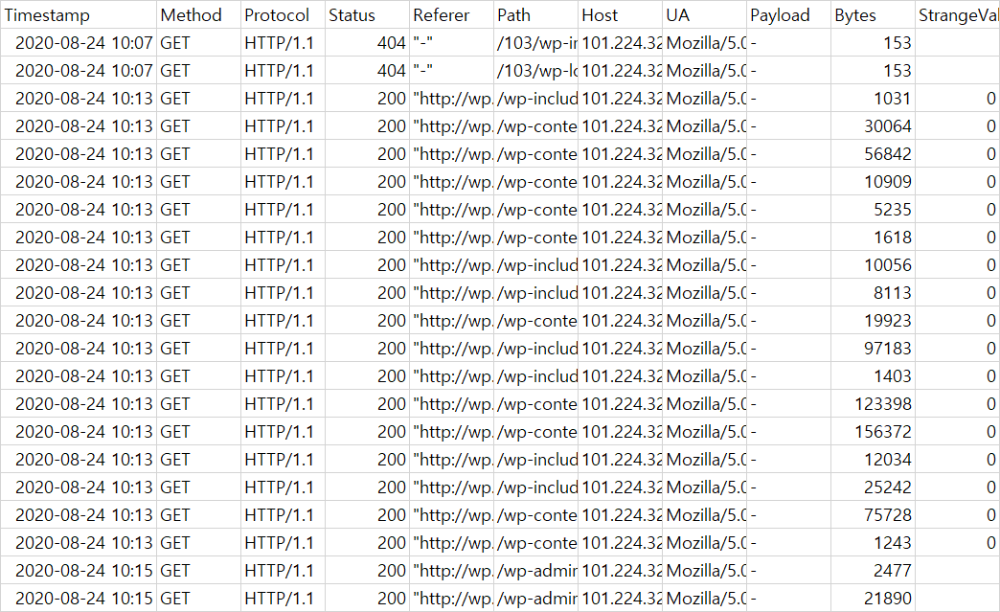 Timestamp Method Protocol Status Referer Path Host UA Payload Bytes StrangeVal
2020-08-24 10:07 GET HTTP/1.1 404 "-" /103/wp-in 101.224.32 Mozilla/5.0 - 153
2020-08-24 10:07 GET HTTP/1.1 404 "-" /103/wp-lo 101.224.32 Mozilla/5.0 - 153
2020-08-24 10:13 GET HTTP/1.1 200 "http://wp. /wp-includ 101.224.32 Mozilla/5.0 - 1031 0
2020-08-24 10:13 GET HTTP/1.1 200 "http://wp. /wp-conte 101.224.32 Mozilla/5.0 - 30064 0
2020-08-24 10:13 GET HTTP/1.1 200 "http://wp. /wp-conte 101.224.32 Mozilla/5.0 - 56842 0
2020-08-24 10:13 GET HTTP/1.1 200 "http://wp. /wp-conte 101.224.32 Mozilla/5.0 - 10909 0
2020-08-24 10:13 GET HTTP/1.1 200 "http://wp. /wp-conte 101.224.32 Mozilla/5.0 - 5235 0
2020-08-24 10:13 GET HTTP/1.1 200 "http://wp. /wp-conte 101.224.32 Mozilla/5.0 - 1618 0
2020-08-24 10:13 GET HTTP/1.1 200 "http://wp. /wp-includ 101.224.32 Mozilla/5.0 - 10056 0
2020-08-24 10:13 GET HTTP/1.1 200 "http://wp. /wp-includ 101.224.32 Mozilla/5.0 - 8113 0
2020-08-24 10:13 GET HTTP/1.1 200 "http://wp. /wp-conte 101.224.32 Mozilla/5.0 - 19923 0
2020-08-24 10:13 GET HTTP/1.1 200 "http://wp. /wp-includ 101.224.32 Mozilla/5.0 - 97183 0
2020-08-24 10:13 GET HTTP/1.1 200 "http://wp. /wp-includ 101.224.32 Mozilla/5.0 - 1403 0
2020-08-24 10:13 GET HTTP/1.1 200 "http://wp. /wp-conte 101.224.32 Mozilla/5.0 - 123398 0
2020-08-24 10:13 GET HTTP/1.1 200 "http://wp. /wp-conte 101.224.32 Mozilla/5.0 - 156372 0
2020-08-24 10:13 GET HTTP/1.1 200 "http://wp. /wp-includ 101.224.32 Mozilla/5.0 - 12034 0
2020-08-24 10:13 GET HTTP/1.1 200 "http://wp. /wp-includ 101.224.32 Mozilla/5.0 - 25242 0
2020-08-24 10:13 GET HTTP/1.1 200 "http://wp. /wp-conte 101.224.32 Mozilla/5.0 - 75728 0
2020-08-24 10:13 GET HTTP/1.1 200 "http://wp. /wp-conte 101.224.32 Mozilla/5.0 - 1243 0
2020-08-24 10:15 GET HTTP/1.1 200 "http://wp. /wp-admin 101.224.32 Mozilla/5.0 - 2477
2020-08-24 10:15 GET HTTP/1.1 200 "http://wp. /wp-admin 101.224.32 Mozilla/5.0 - 21890